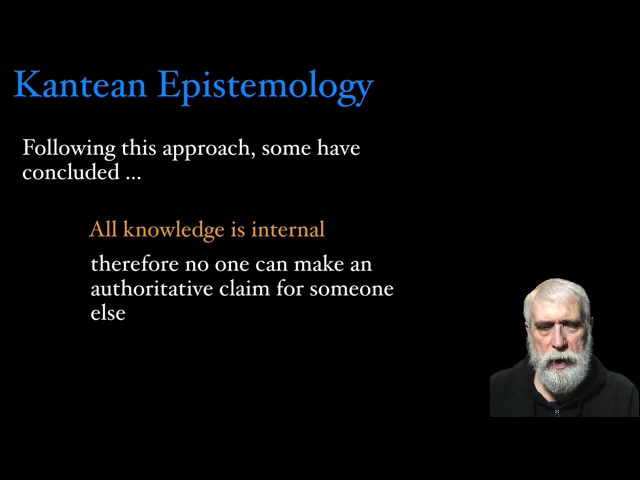 Kantean Epistemology
Following this approach, some have
concluded ...
All knowledge is internal
therefore no one can make an
authoritative claim for someone
else